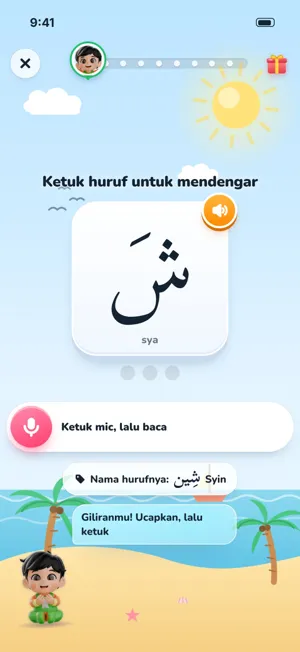 9:41
Ketuk huruf untuk mendengar
شَ
sya
Ketuk mic, lalu baca
Nama hurufnya: شِين Syin
Giliranmu! Ucapkan, lalu
ketuk